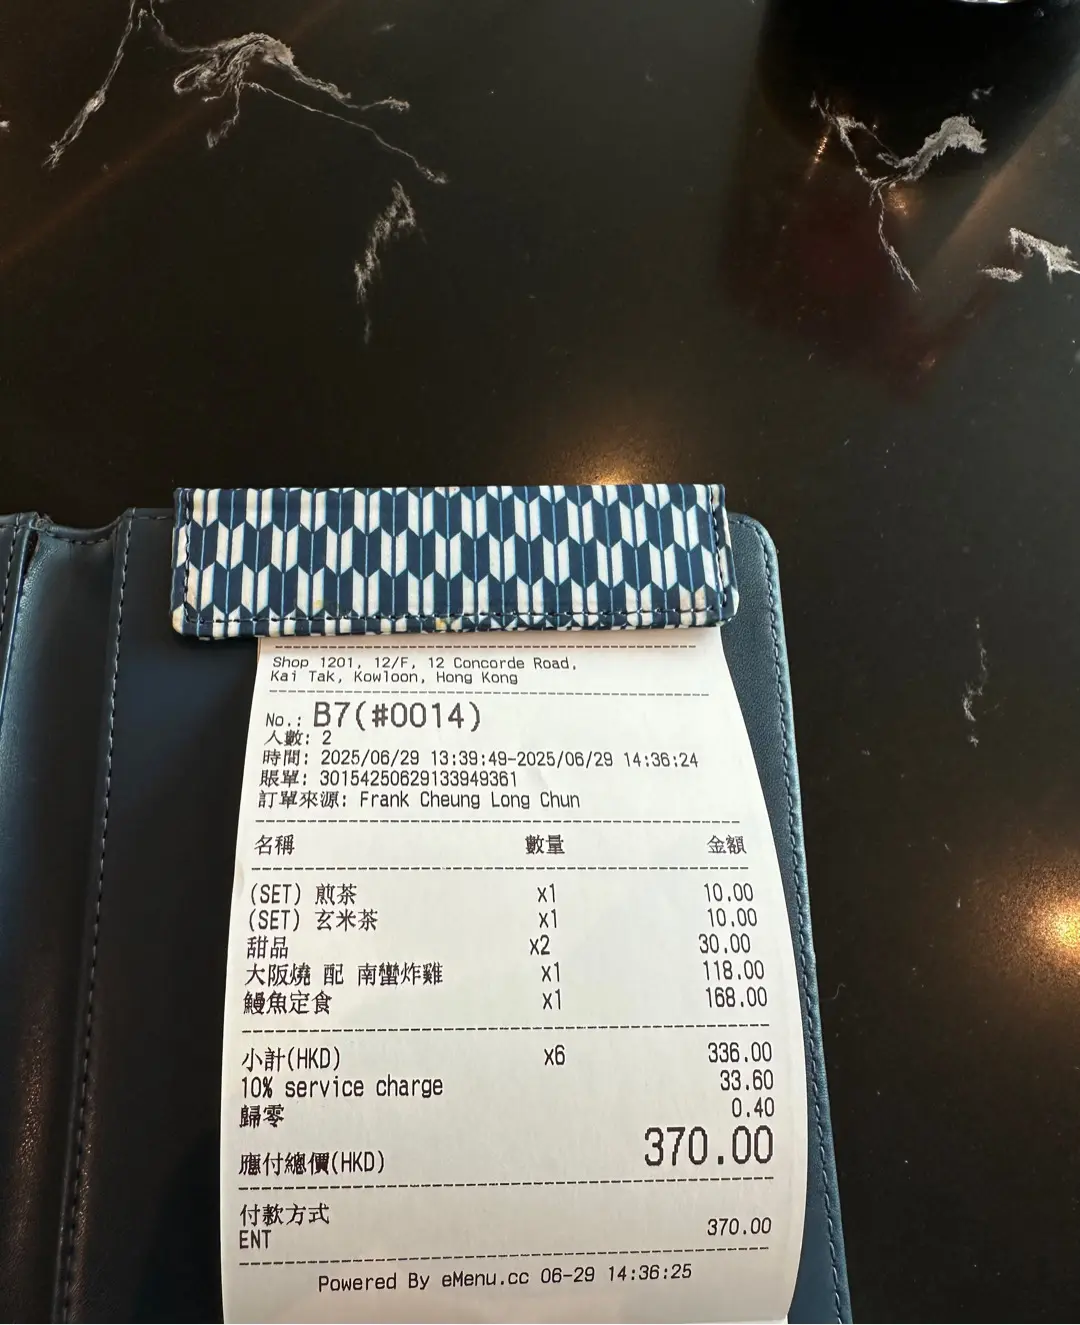 Shop 1201, 12/F, 12 Concorde Road,
Kai Tak, Kowloon, Hong Kong
No.: B7(#0014)
人數: 2
時間: 2025/06/29 13:39:49-2025/06/29 14:36:24
賬單: 30154250629133949361
訂單來源: Frank Cheung Long Chun
名稱 數量 金額
(SET) 煎茶 x1 10.00
(SET) 玄米茶 x1 10.00
甜品 x2 30.00
大阪燒 配 南蠻炸雞 x1 118.00
鰻魚定食 x1 168.00
小計(HKD) x6 336.00
10% service charge 33.60
歸零 0.40
應付總價(HKD) 370.00
付款方式
ENT 370.00
Powered By eMenu.cc 06-29 14:36:25